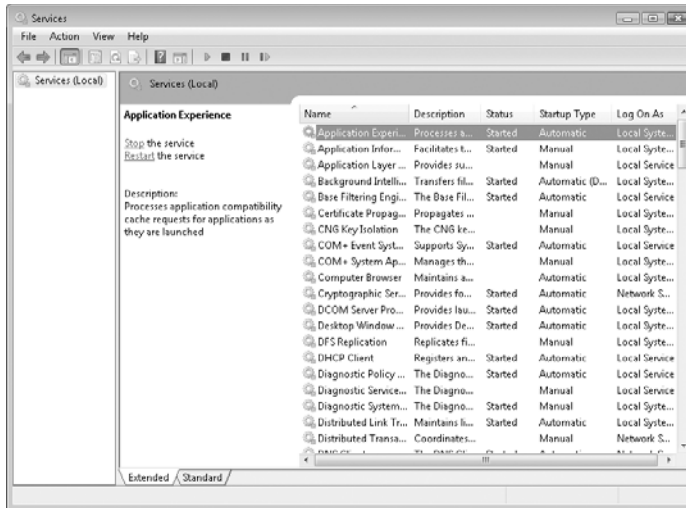 Services
File Action View Help
Services (Local)
Services (Local)
Application Experience
Stop the service
Restart the service
Description:
Processes application compatibility
cache requests for applications as
they are launched
Name Description Status Startup Type Log On As
Application Experi... Processes a... Started Automatic Local Syste...
Application Infor... Facilitates t... Started Manual Local Syste...
Application Layer ... Provides su... Manual Local Service
Background Intelli... Transfers fil... Started Automatic (D... Local Syste...
Base Filtering Engi... The Base Fil... Started Automatic Local Service
Certificate Propag... Propagates ... Manual Local Syste...
CNG Key Isolation The CNG ke... Manual Local Syste...
COM+ Event Syst... Supports Sy... Started Automatic Local Service
COM+ System Ap... Manages th... Manual Local Syste...
Computer Browser Maintains a... Automatic Local Syste...
Cryptographic Ser... Provides fo... Started Automatic Network S...
DCOM Server Pro... Provides lau... Started Automatic Local Syste...
Desktop Window ... Provides De... Started Automatic Local Syste...
DFS Replication Replicates fi... Manual Local Syste...
DHCP Client Registers an... Started Automatic Local Service
Diagnostic Policy ... The Diagno... Started Automatic Local Service
Diagnostic Service... The Diagno... Manual Local Service
Diagnostic System... The Diagno... Started Manual Local Syste...
Distributed Link Tr... Maintains li... Started Automatic Local Syste...
Distributed Transa... Coordinates... Manual Network S...
Extended Standard